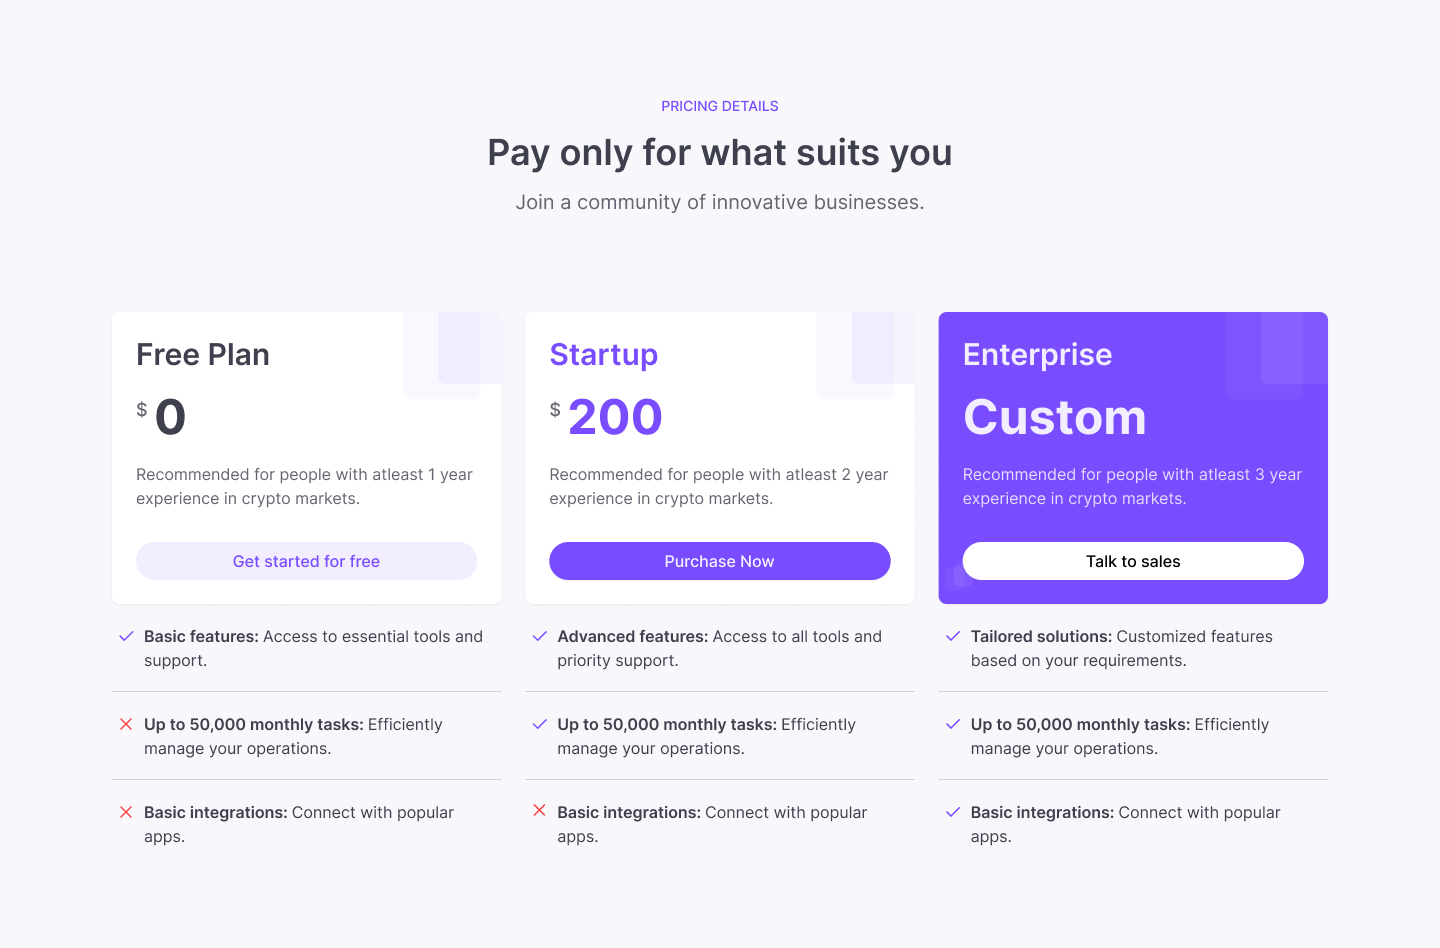 PRICING DETAILS
Pay only for what suits you
Join a community of innovative businesses.
Free Plan
$ 0
Recommended for people with atleast 1 year
experience in crypto markets.
Get started for free
Basic features: Access to essential tools and
support.
Up to 50,000 monthly tasks: Efficiently
manage your operations.
Basic integrations: Connect with popular
apps.
Startup
$ 200
Recommended for people with atleast 2 year
experience in crypto markets.
Purchase Now
Advanced features: Access to all tools and
priority support.
Up to 50,000 monthly tasks: Efficiently
manage your operations.
Basic integrations: Connect with popular
apps.
Enterprise
Custom
Recommended for people with atleast 3 year
experience in crypto markets.
Talk to sales
Tailored solutions: Customized features
based on your requirements.
Up to 50,000 monthly tasks: Efficiently
manage your operations.
Basic integrations: Connect with popular
apps.